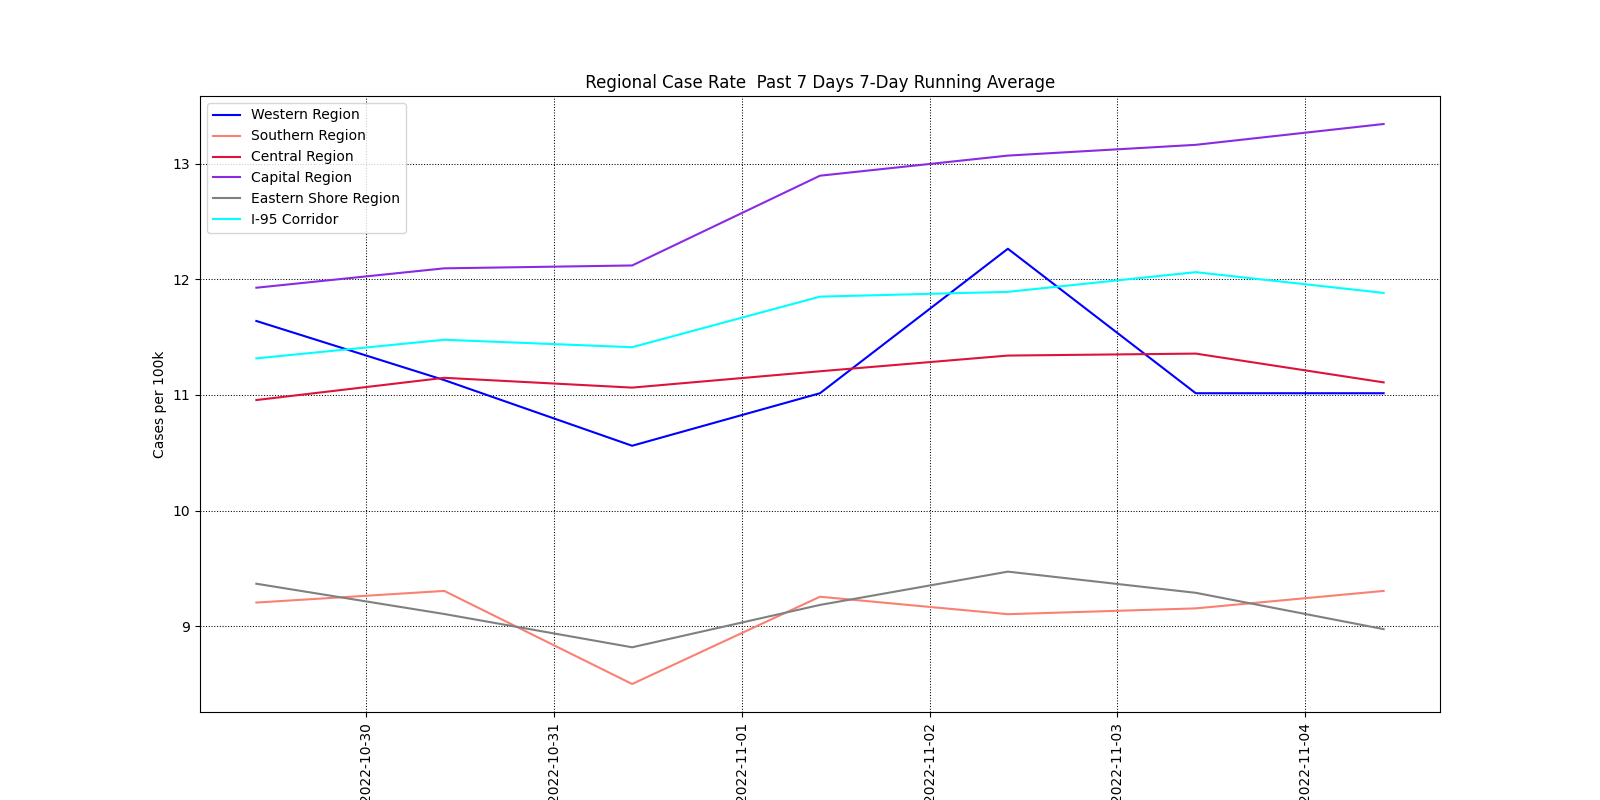 Regional Case Rate  Past 7 Days 7-Day Running Average
Western Region
Southern Region
Central Region
Capital Region
Eastern Shore Region
I-95 Corridor
Cases per 100k
13
12
11
10
9
2022-10-30
2022-10-31
2022-11-01
2022-11-02
2022-11-03
2022-11-04